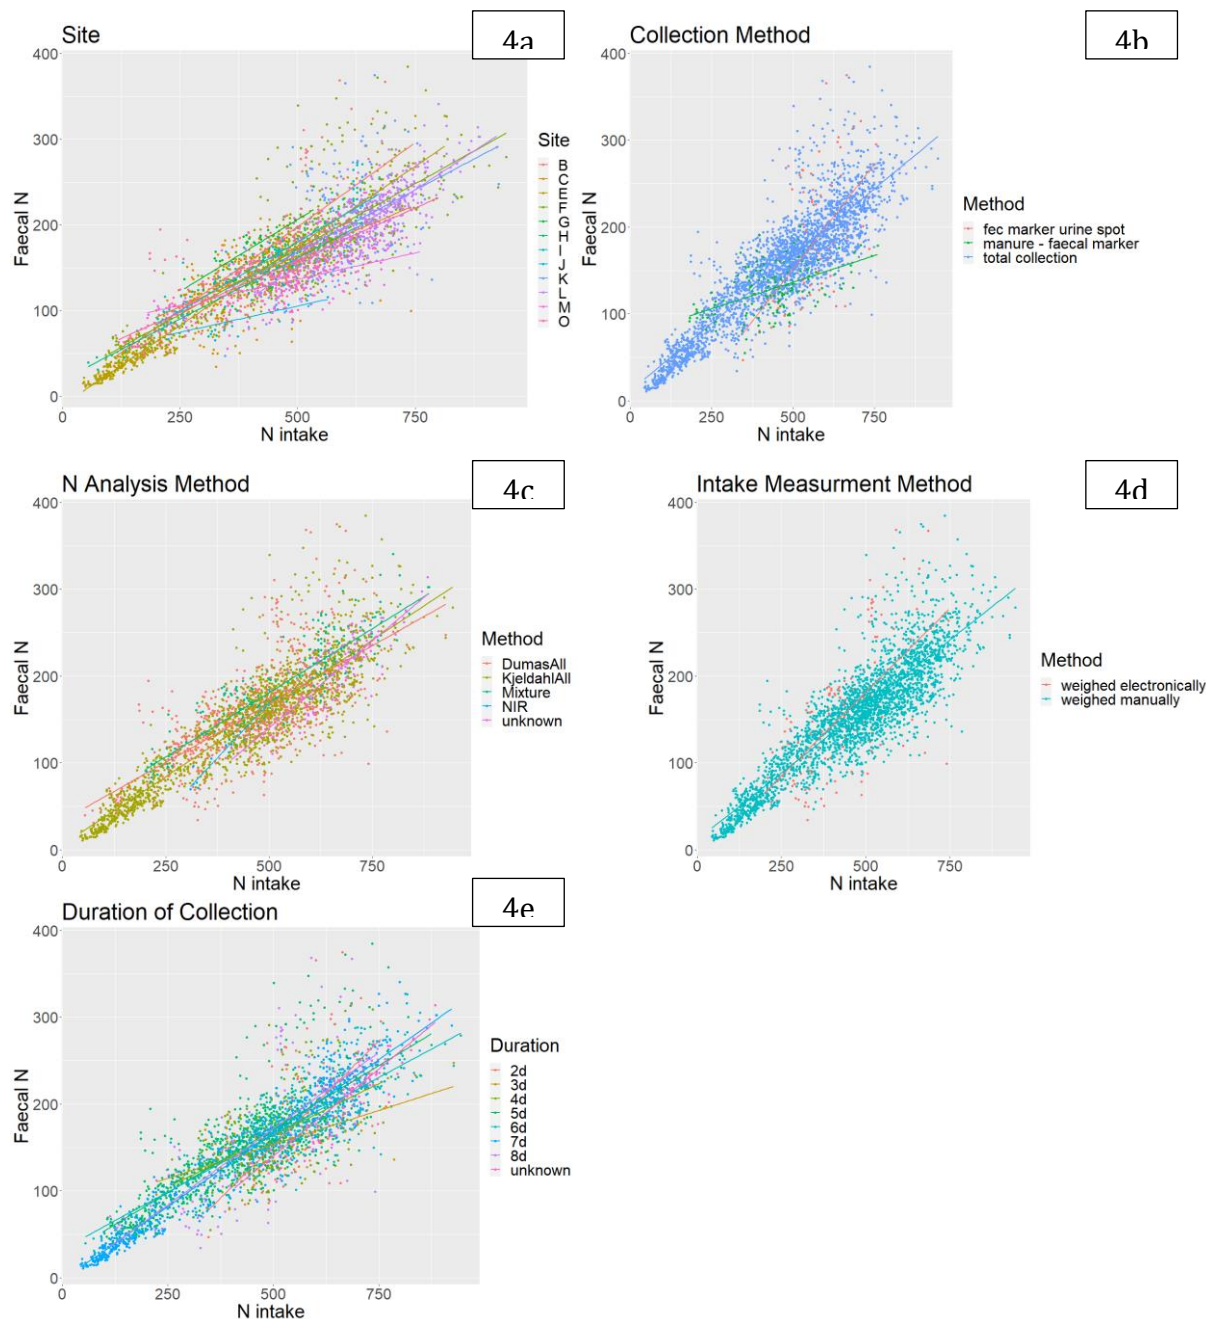 Site
4a
400
300
200
100
0
Faecal N
0
250
500
750
N intake
Site
B
C
E
F
G
H
I
J
K
L
M
O
Collection Method
4b
400
300
200
100
0
Faecal N
0
250
500
750
N intake
Method
fec marker urine spot
manure - faecal marker
total collection
N Analysis Method
4c
400
300
200
100
0
Faecal N
0
250
500
750
N intake
Method
DumasAll
KjeldahlAll
Mixture
NIR
unknown
Intake Measurment Method
4d
400
300
200
100
0
Faecal N
0
250
500
750
N intake
Method
weighed electronically
weighed manually
Duration of Collection
4e
400
300
200
100
0
Faecal N
0
250
500
750
N intake
Duration
2d
3d
4d
5d
6d
7d
8d
unknown